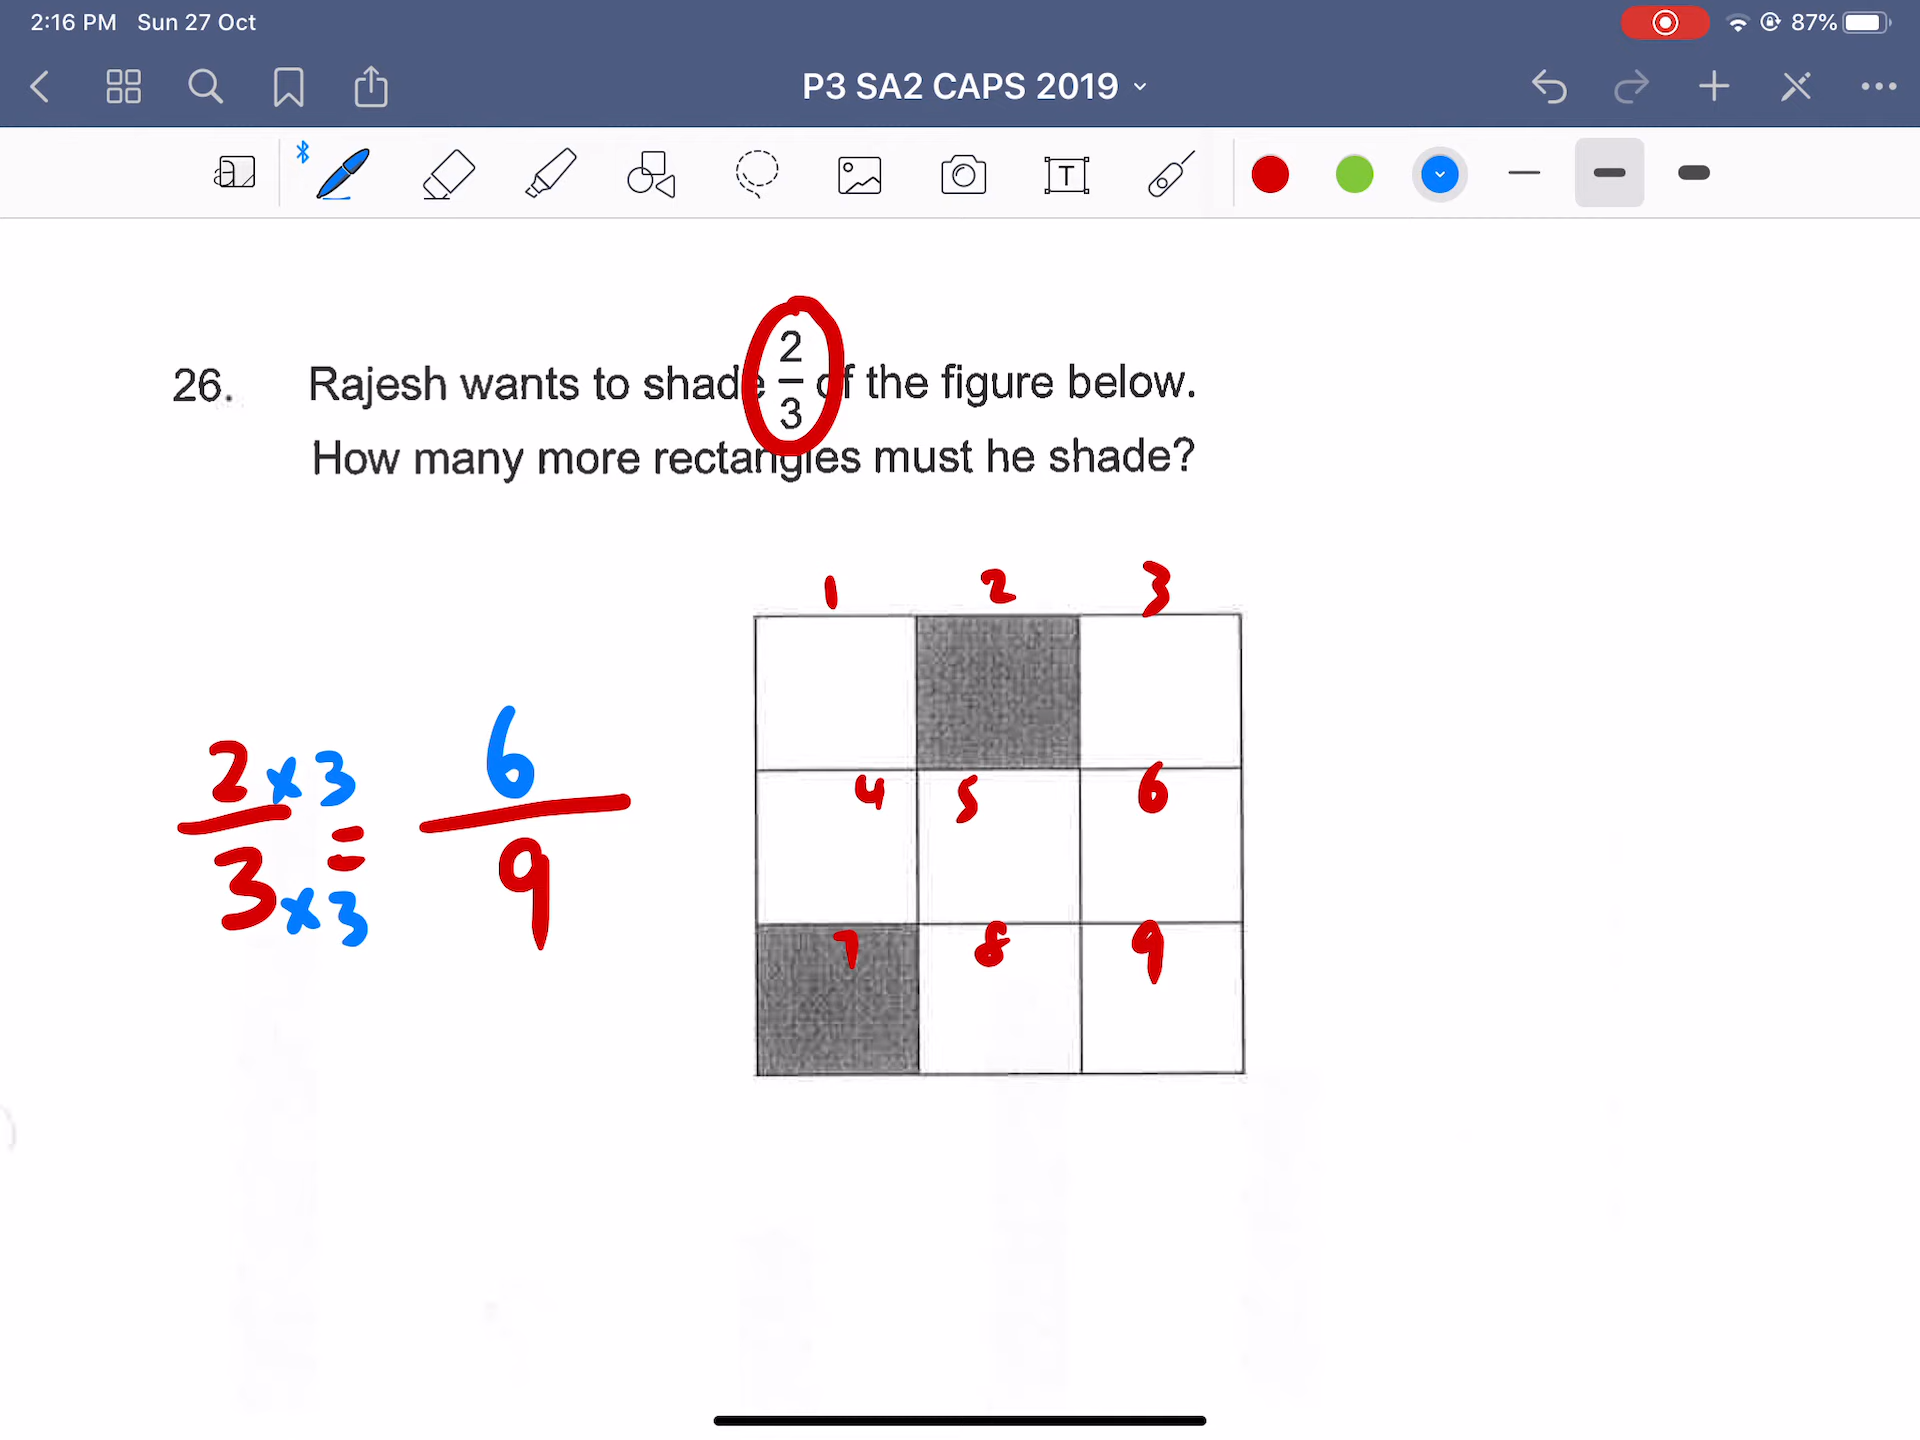 2:16 PM Sun 27 Oct 87%
P3 SA2 CAPS 2019
T
26. Rajesh wants to shade 2/3 of the figure below.
How many more rectangles must he shade?
1 2 3
4 5 6
7 8 9
2 × 3 6
=
3 × 3 9